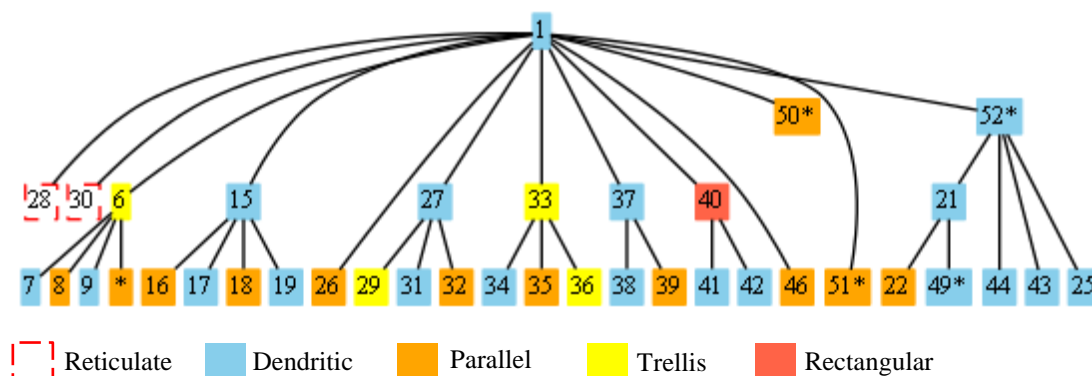 1
50* 52*
28 30 6 15 27 33 37 40 21
7 8 9 * 16 17 18 19 26 29 31 32 34 35 36 38 39 41 42 46 51* 22 49* 44 43 25
Reticulate Dendritic Parallel Trellis Rectangular